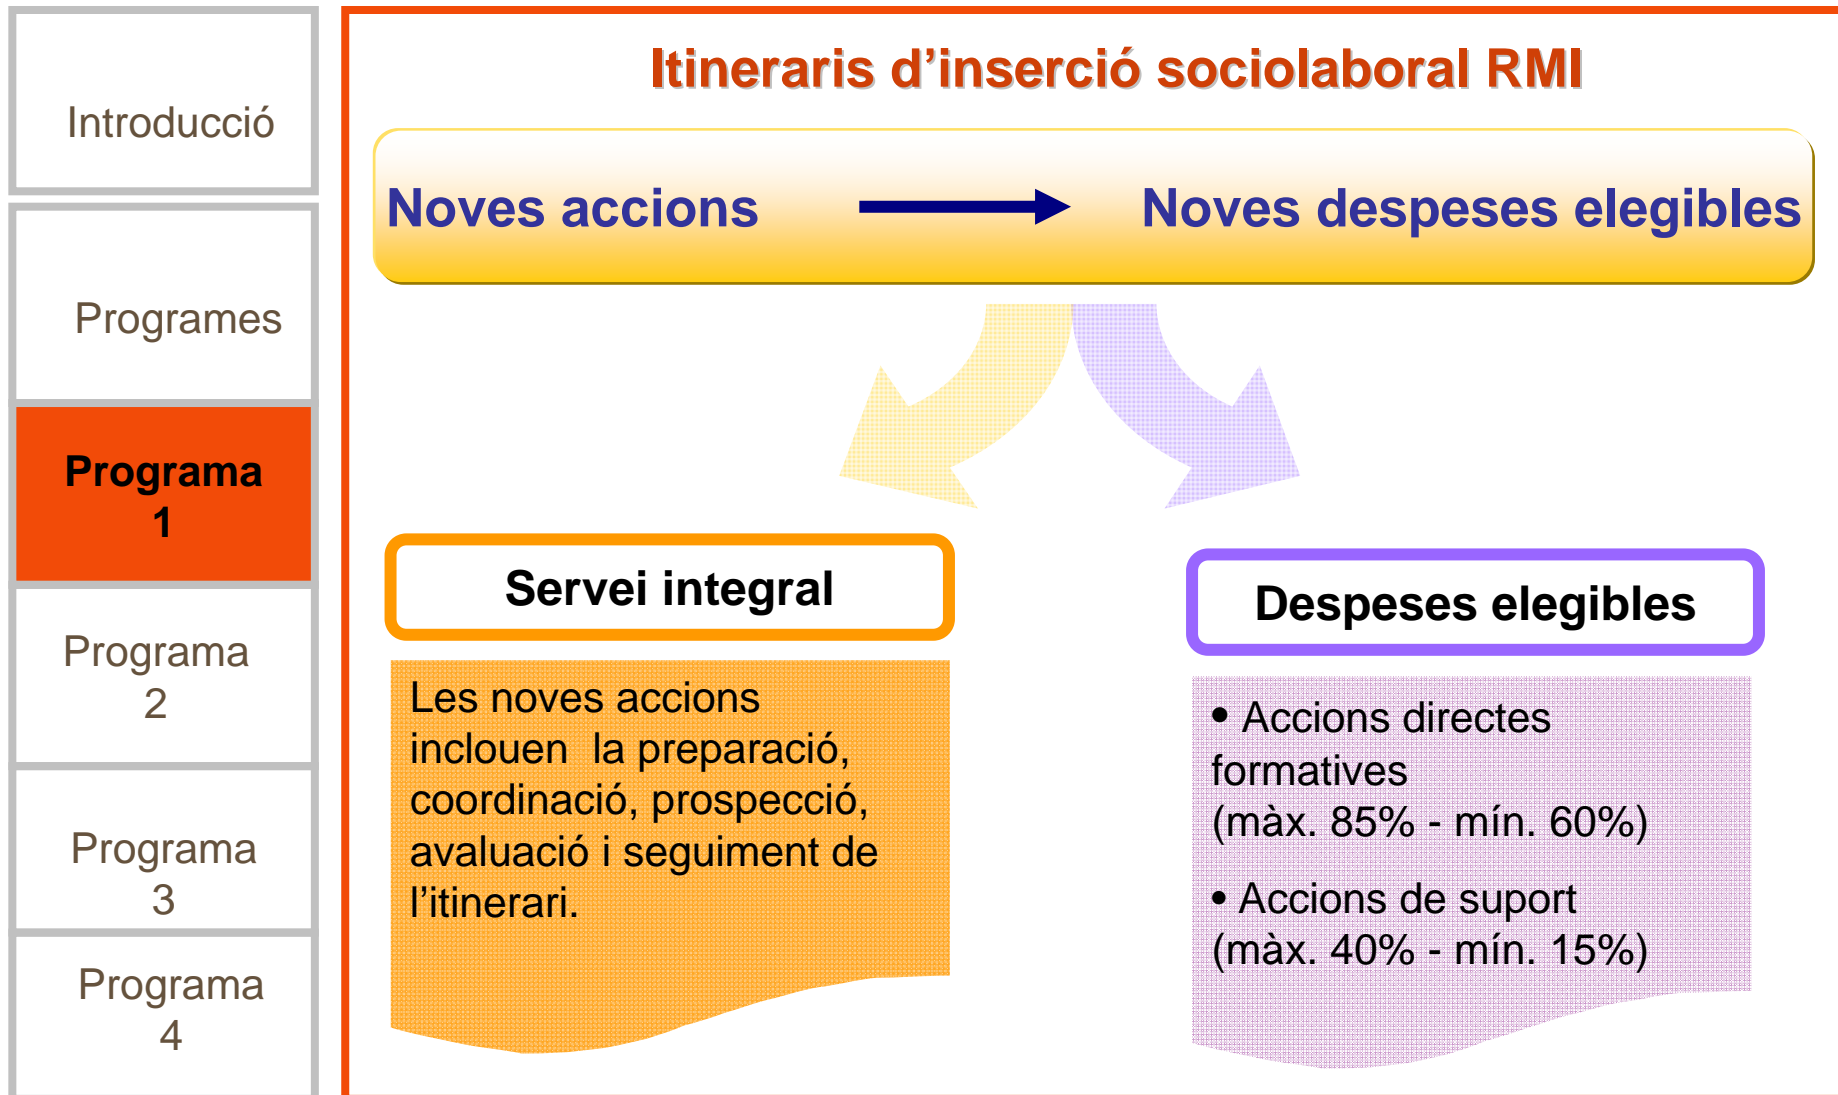 Introducció
Programes
Programa
1
Programa
2
Programa
3
Programa
4
Itineraris d’inserció sociolaboral RMI
Noves accions
Noves despeses elegibles
Servei integral
Les noves accions
inclouen la preparació,
coordinació, prospecció,
avaluació i seguiment de
l’itinerari.
Despeses elegibles
• Accions directes
formatives
(màx. 85% - mín. 60%)
• Accions de suport
(màx. 40% - mín. 15%)